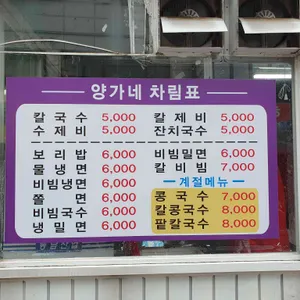 양가네 차림표
칼국수 5,000
수제비 5,000
칼제비 5,000
잔치국수 5,000
보리밥 6,000
물냉면 6,000
비빔냉면 6,000
쫄면 6,000
비빔국수 6,000
냉밀면 6,000
비빔밀면 6,000
칼비빔 7,000
계절메뉴
콩국수 7,000
칼콩국수 8,000
팥칼국수 8,000